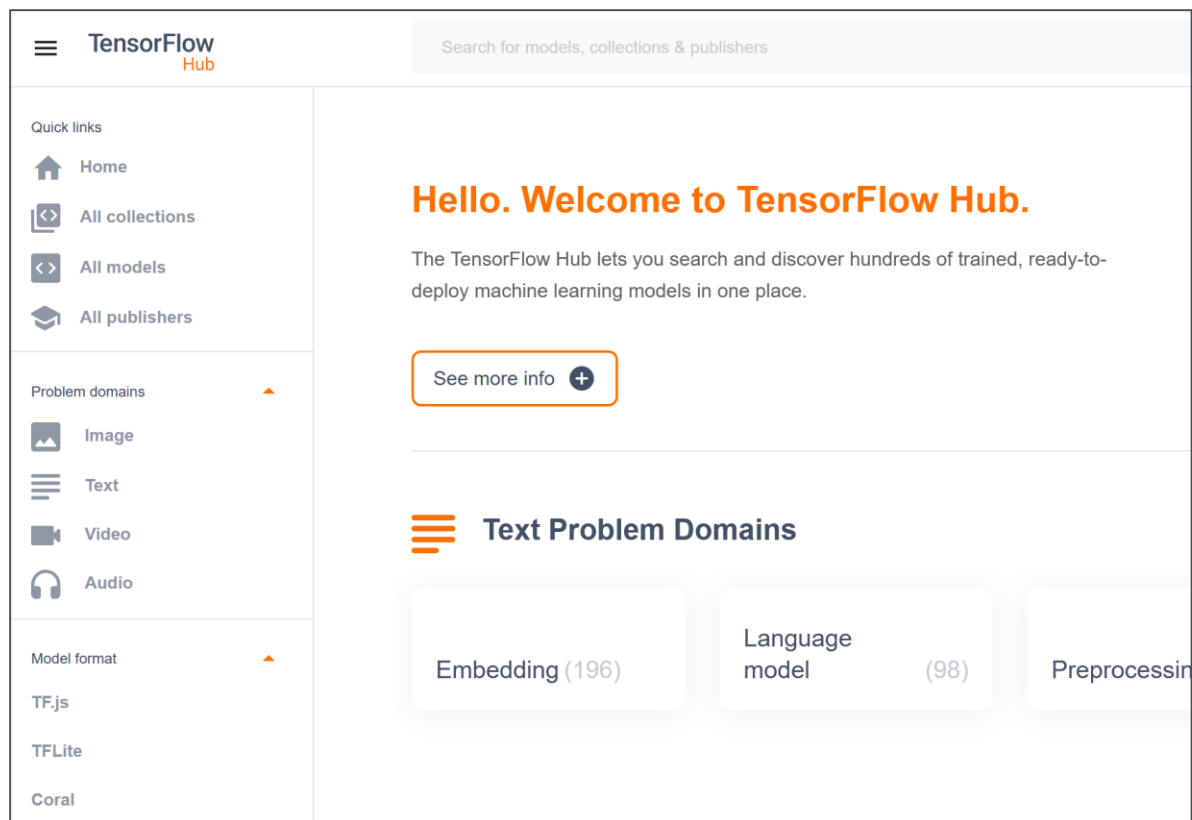 TensorFlow
Hub
Search for models, collections & publishers
Quick links
Home
All collections
All models
All publishers
Problem domains
Image
Text
Video
Audio
Model format
TF.js
TFLite
Coral
Hello. Welcome to TensorFlow Hub.
The TensorFlow Hub lets you search and discover hundreds of trained, ready-to-
deploy machine learning models in one place.
See more info
Text Problem Domains
Embedding (196)
Language
model (98)
Preprocessin